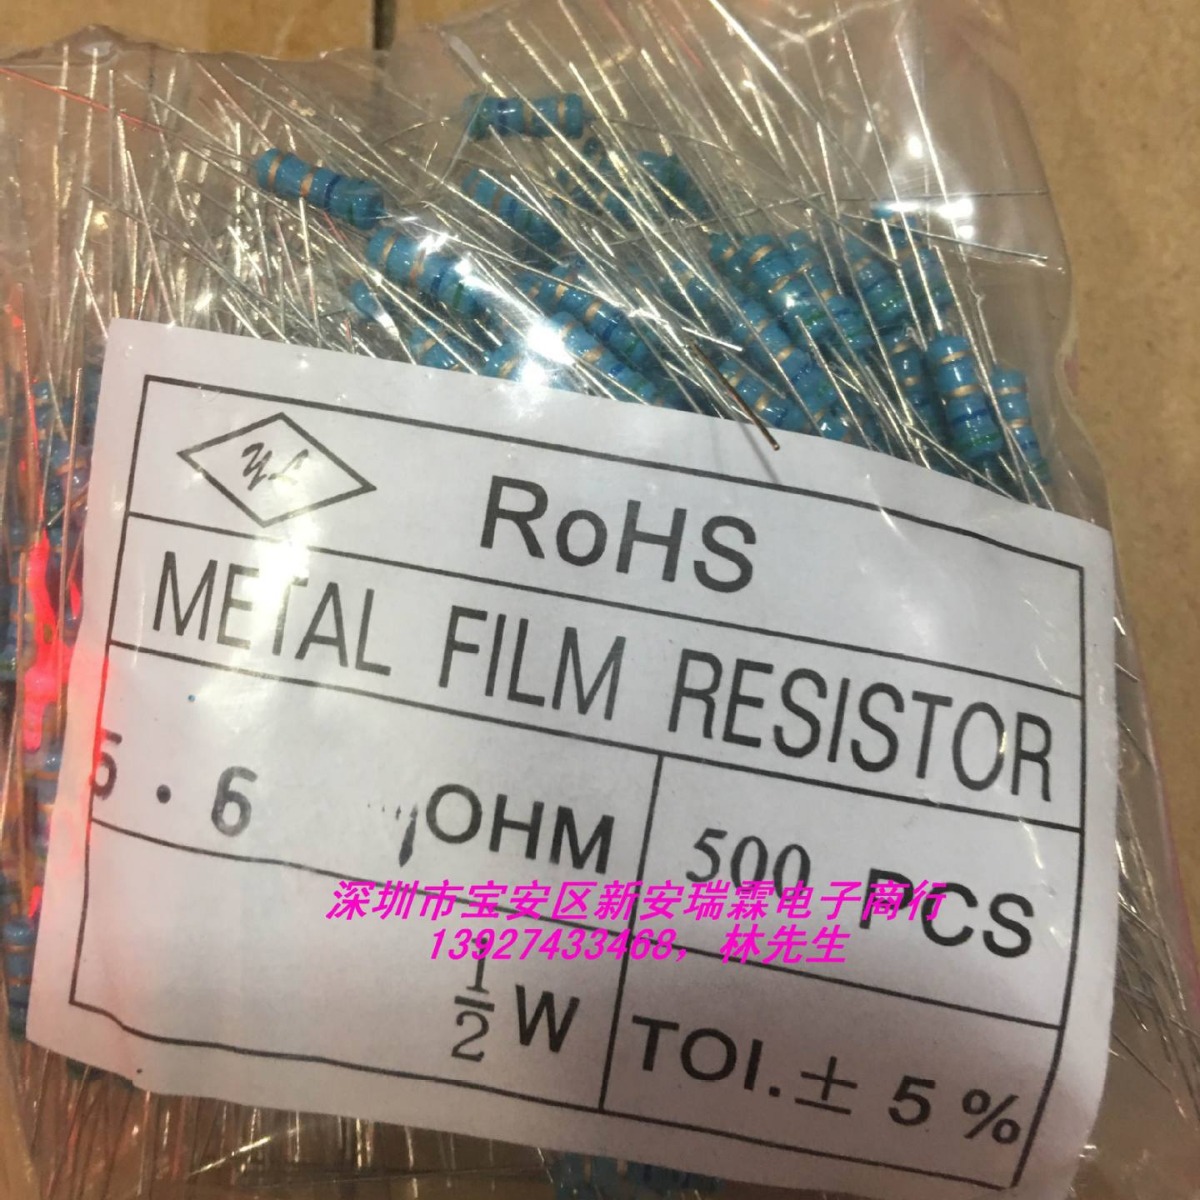 RoHS
METAL FILM RESISTOR
5.6 OHM
500 PCS
深圳市宝安区新安瑞霖电子商行
13927433468，林先生
1/2 W
TOI.± 5%